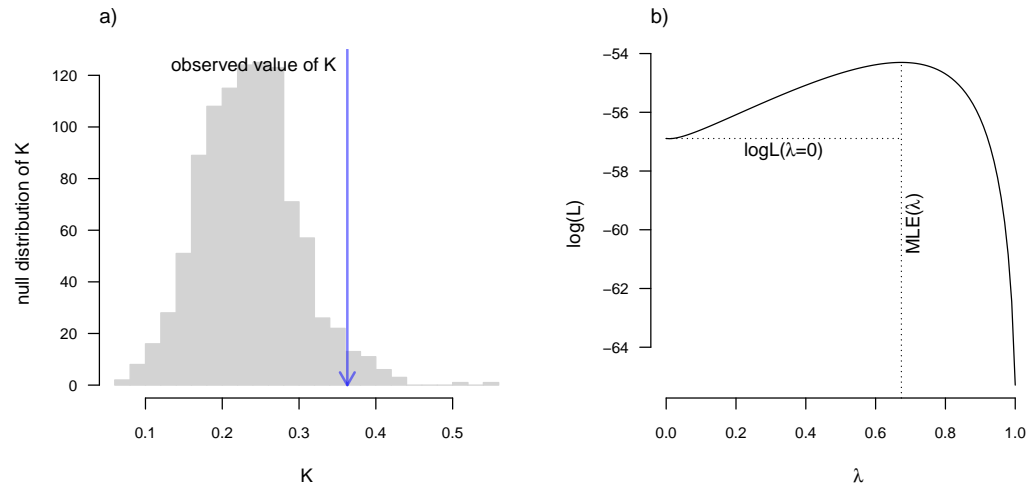 a)
observed value of K
null distribution of K
120
100
80
60
40
20
0
0.1 0.2 0.3 0.4 0.5
K
b)
log(L)
−54
−56
−58
−60
−62
−64
logL(λ=0)
MLE(λ)
0.0 0.2 0.4 0.6 0.8 1.0
λ